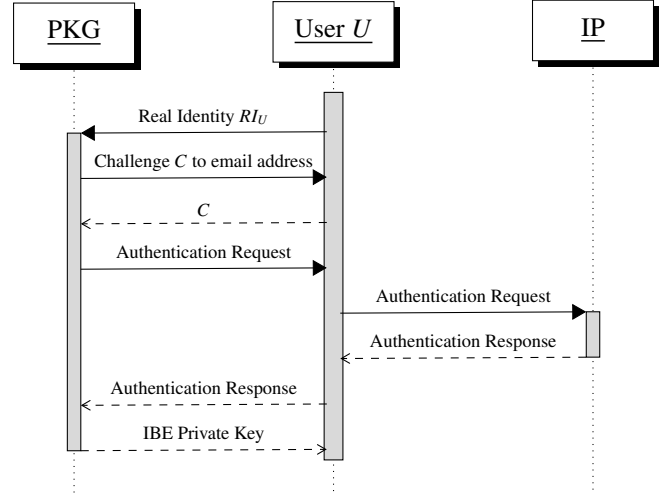 PKG
User U
IP
Real Identity RI_U
Challenge C to email address
C
Authentication Request
Authentication Request
Authentication Response
Authentication Response
IBE Private Key